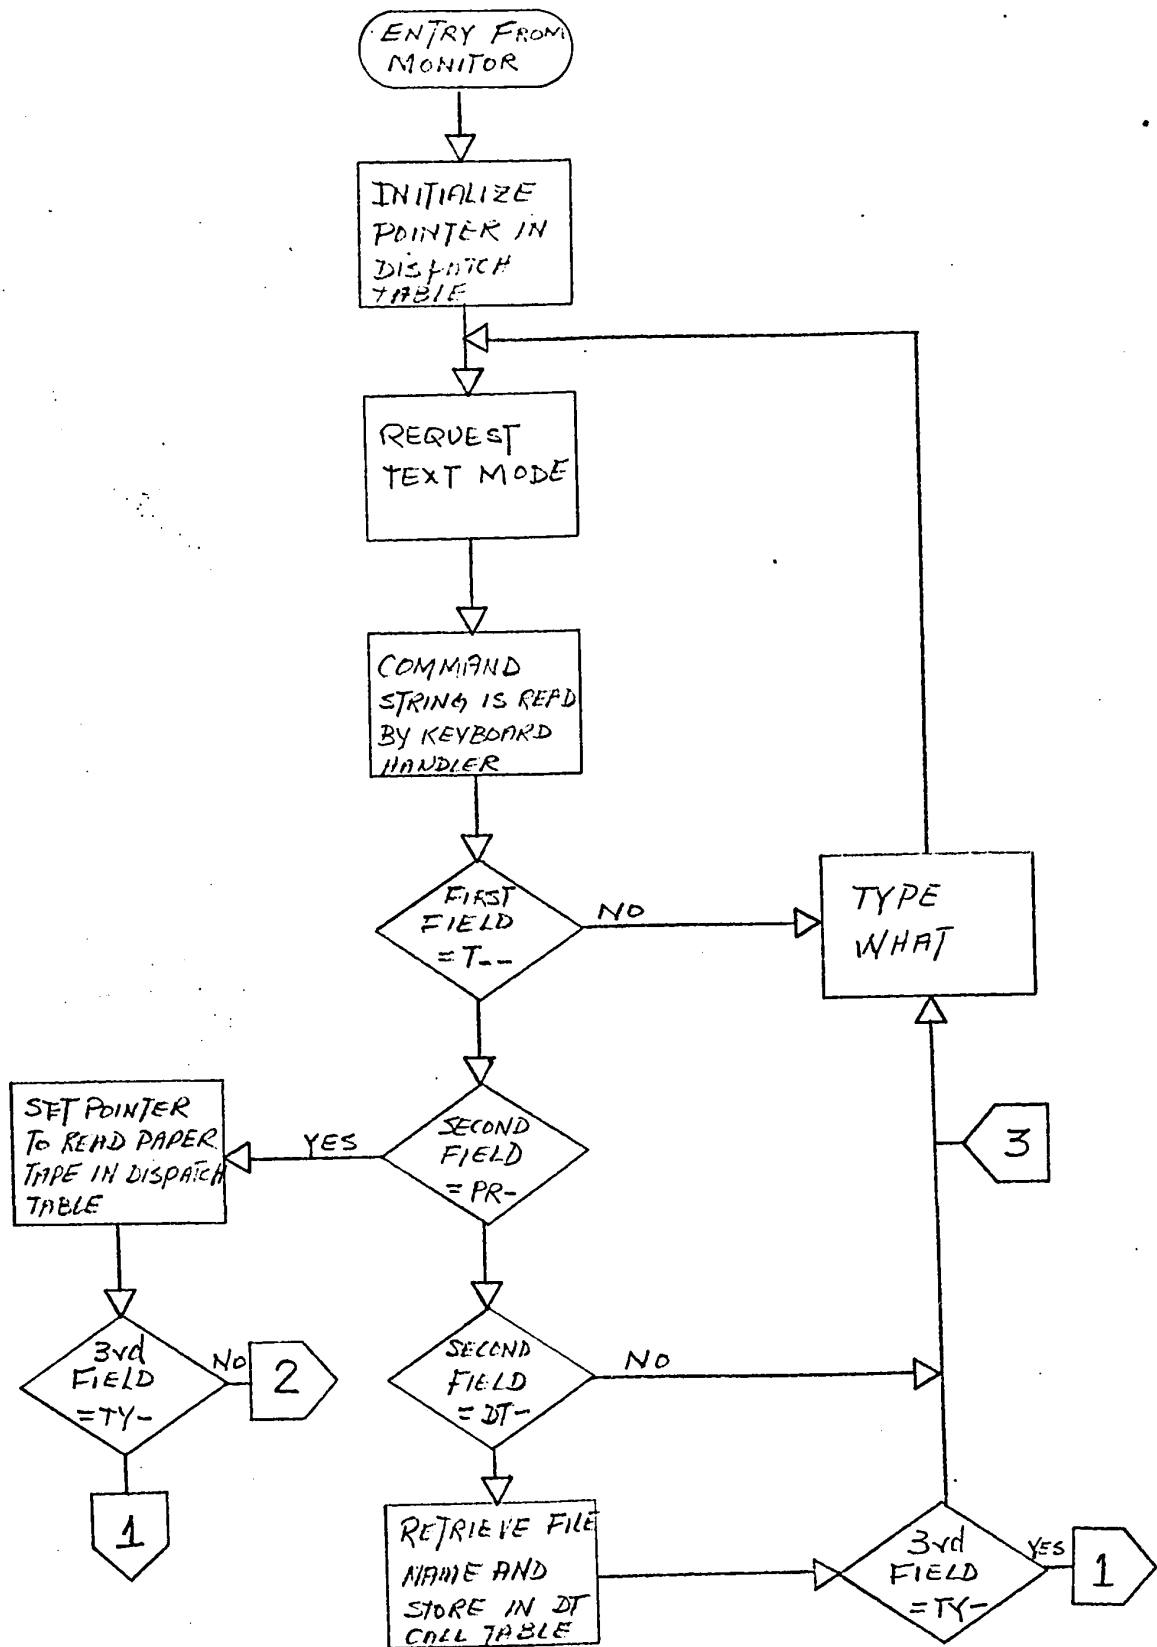 ENTRY FROM
MONITOR
INITIALIZE
POINTER IN
DISPATCH
TABLE
REQUEST
TEXT MODE
COMMAND
STRING IS READ
BY KEYBOARD
HANDLER
FIRST
FIELD
= T--
NO
TYPE
WHAT
SET POINTER
TO READ PAPER
TAPE IN DISPATCH
TABLE
YES
SECOND
FIELD
= PR-
3
3rd
FIELD
=TY-
NO
2
SECOND
FIELD
= DT-
NO
1
RETRIEVE FILE
NAME AND
STORE IN DT
CALL TABLE
3rd
FIELD
=TY-
YES
1